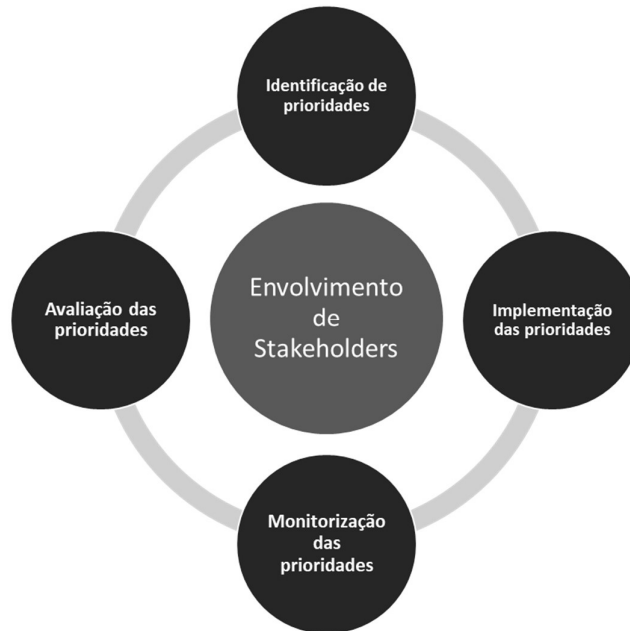 Identificação de
prioridades
Envolvimento
de
Stakeholders
Avaliação das
prioridades
Implementação
das prioridades
Monitorização
das
prioridades